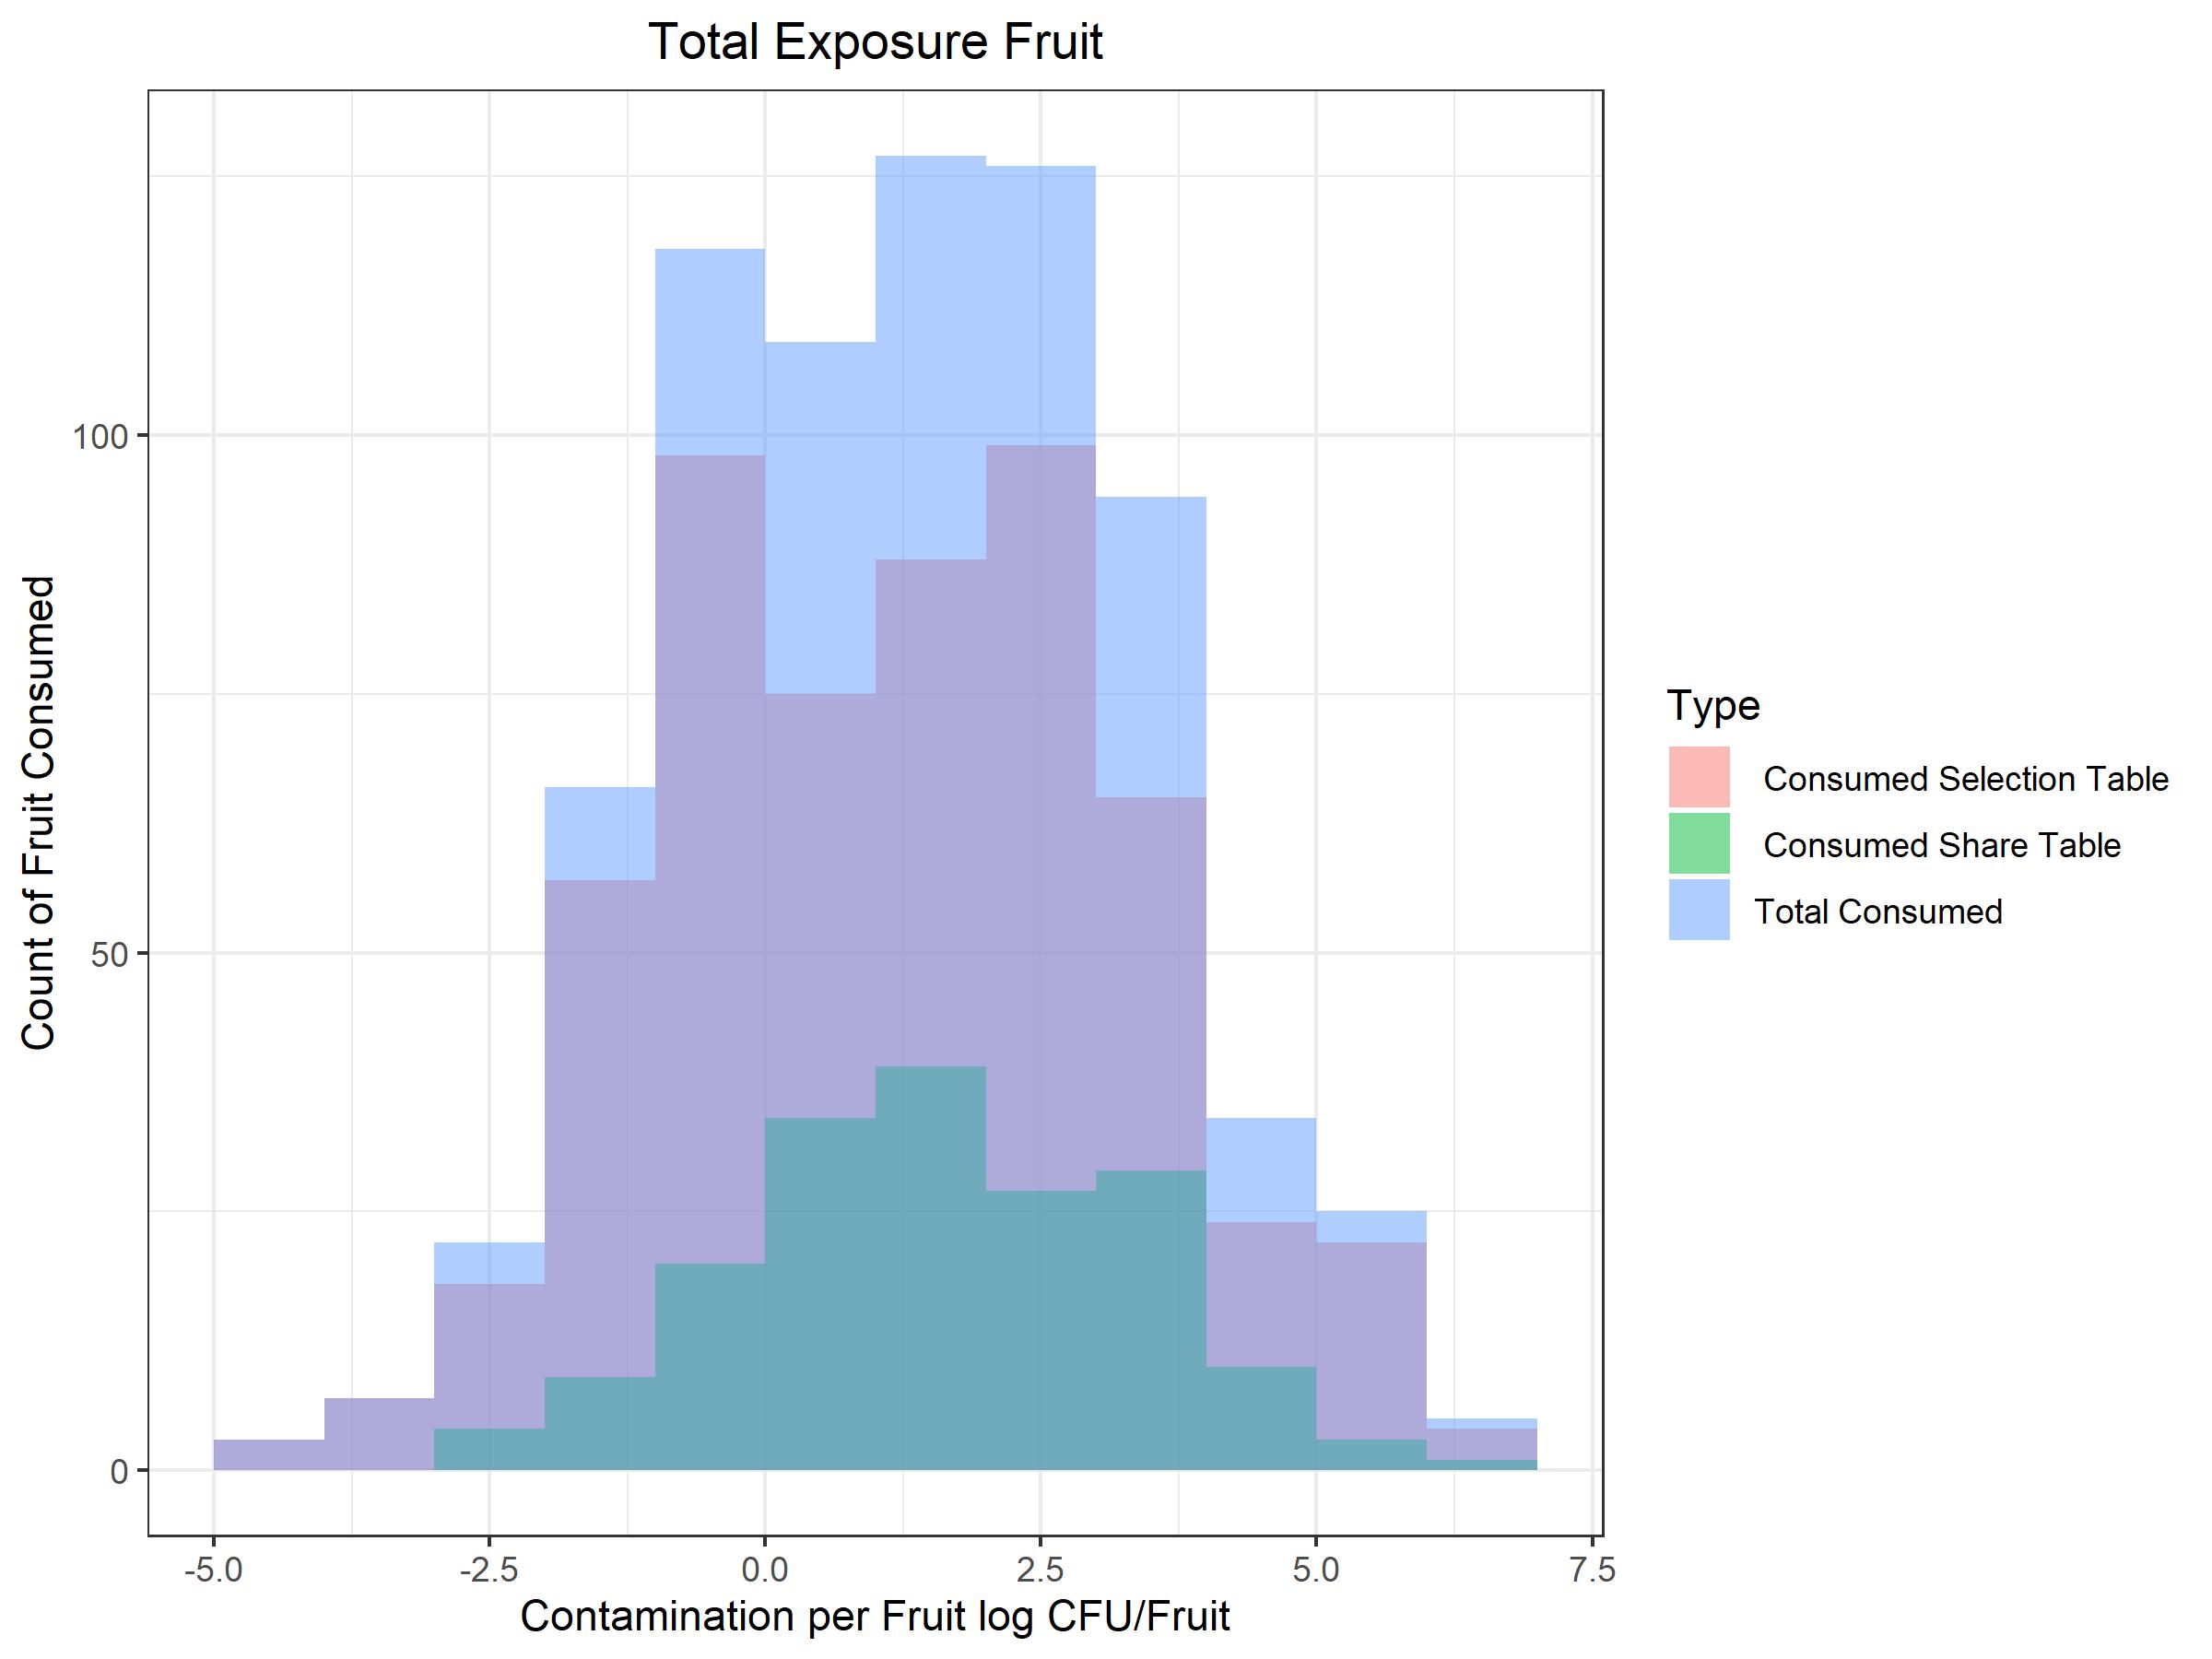 Total Exposure Fruit
Count of Fruit Consumed
100
50
0
-5.0
-2.5
0.0
2.5
5.0
7.5
Contamination per Fruit log CFU/Fruit
Type
Consumed Selection Table
Consumed Share Table
Total Consumed